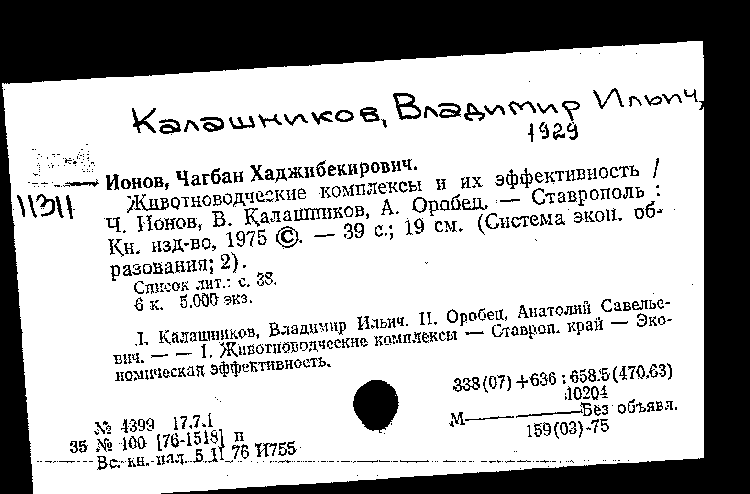 Калашников, Владимир Ильич,
1929
11311
Ионов, Чагбан Хаджибекирович.
Животноводческие комплексы и их эффективность /
Ч. Ионов, В. Калашников, А. Оробец. — Ставрополь :
Кн. изд-во, 1975 ©. — 39 с.; 19 см. (Система экон. об-
разования; 2).
Список лит.: с. 38.
6 к. 5.000 экз.
I. Калашников, Владимир Ильич. II. Оробец, Анатолий Савелье-
вич. — — 1. Животноводческие комплексы — Ставроп. край — Эко-
номическая эффективность.
338(07)+636 : 658.5(470.63)
10204
М————Без объявл.
159(03)-75
№ 4399 17.7.1
35 № 100 [76-1518] п
Вс. кн. пал. 5 II 76 И755